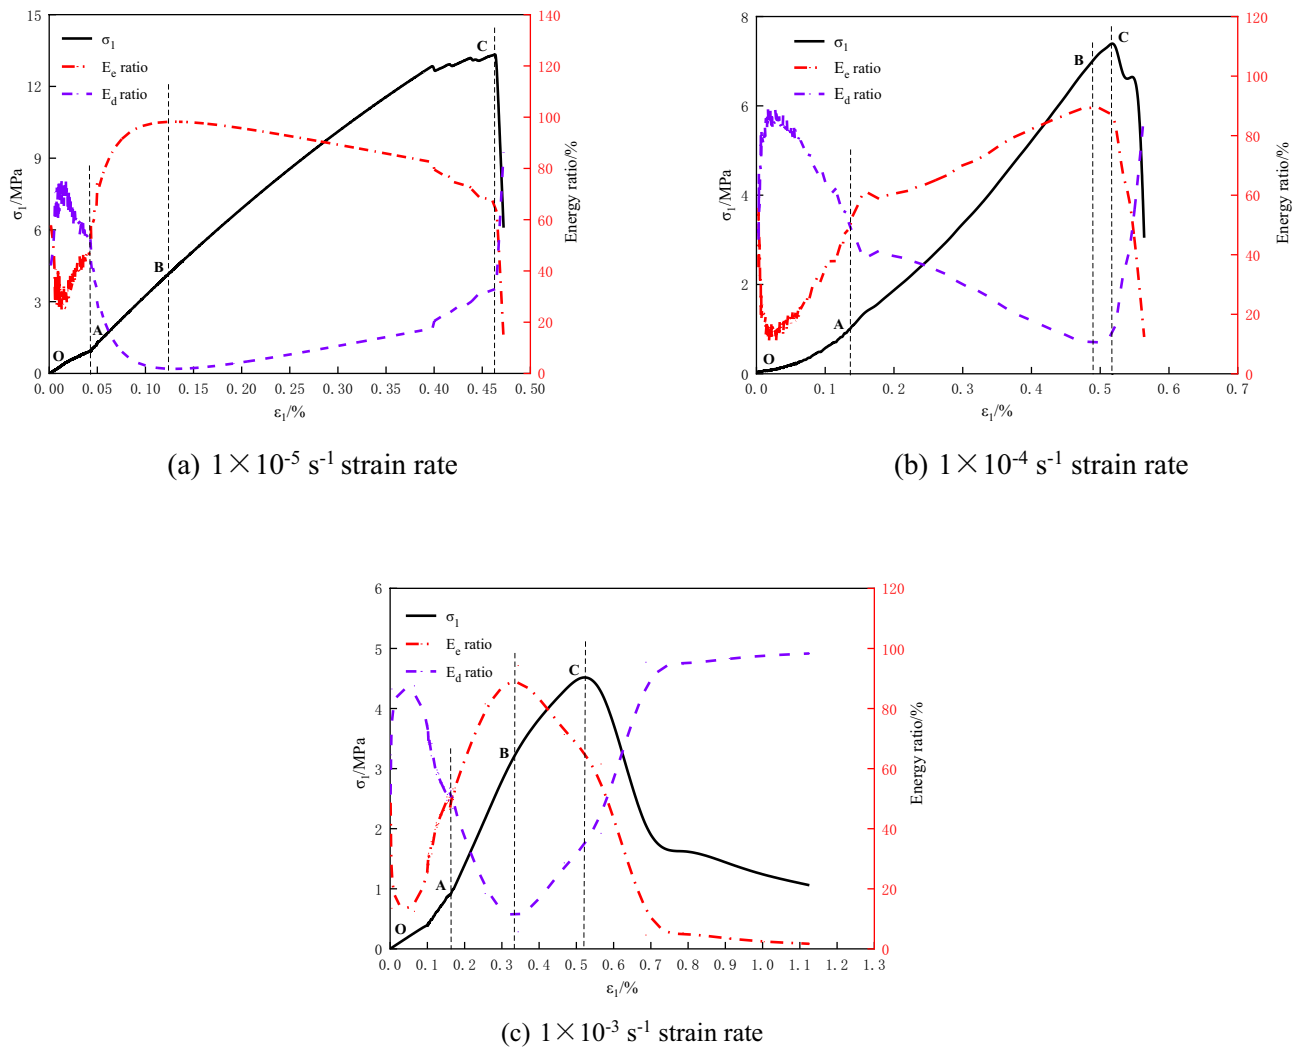 15
12
9
6
3
0
σ₁/MPa
σ₁
Eₑ ratio
E_d ratio
O
A
B
C
140
120
100
80
60
40
20
0
Energy ratio/%
0.00 0.05 0.10 0.15 0.20 0.25 0.30 0.35 0.40 0.45 0.50
ε₁/%
(a) 1×10⁻⁵ s⁻¹ strain rate
8
6
4
2
0
σ₁/MPa
σ₁
Eₑ ratio
E_d ratio
O
A
B
C
120
100
80
60
40
20
0
Energy ratio/%
0.0 0.1 0.2 0.3 0.4 0.5 0.6 0.7
ε₁/%
(b) 1×10⁻⁴ s⁻¹ strain rate
6
5
4
3
2
1
0
σ₁/MPa
σ₁
Eₑ ratio
E_d ratio
O
A
B
C
120
100
80
60
40
20
0
Energy ratio/%
0.0 0.1 0.2 0.3 0.4 0.5 0.6 0.7 0.8 0.9 1.0 1.1 1.2 1.3
ε₁/%
(c) 1×10⁻³ s⁻¹ strain rate